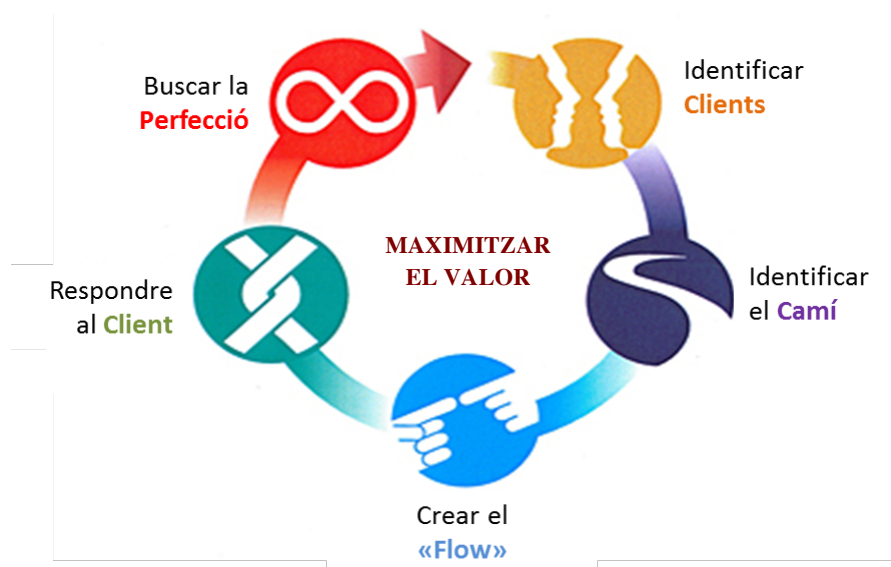 Identificar
Clients
Identificar
el Camí
Crear el
«Flow»
Respondre
al Client
Buscar la
Perfecció
MAXIMITZAR
EL VALOR